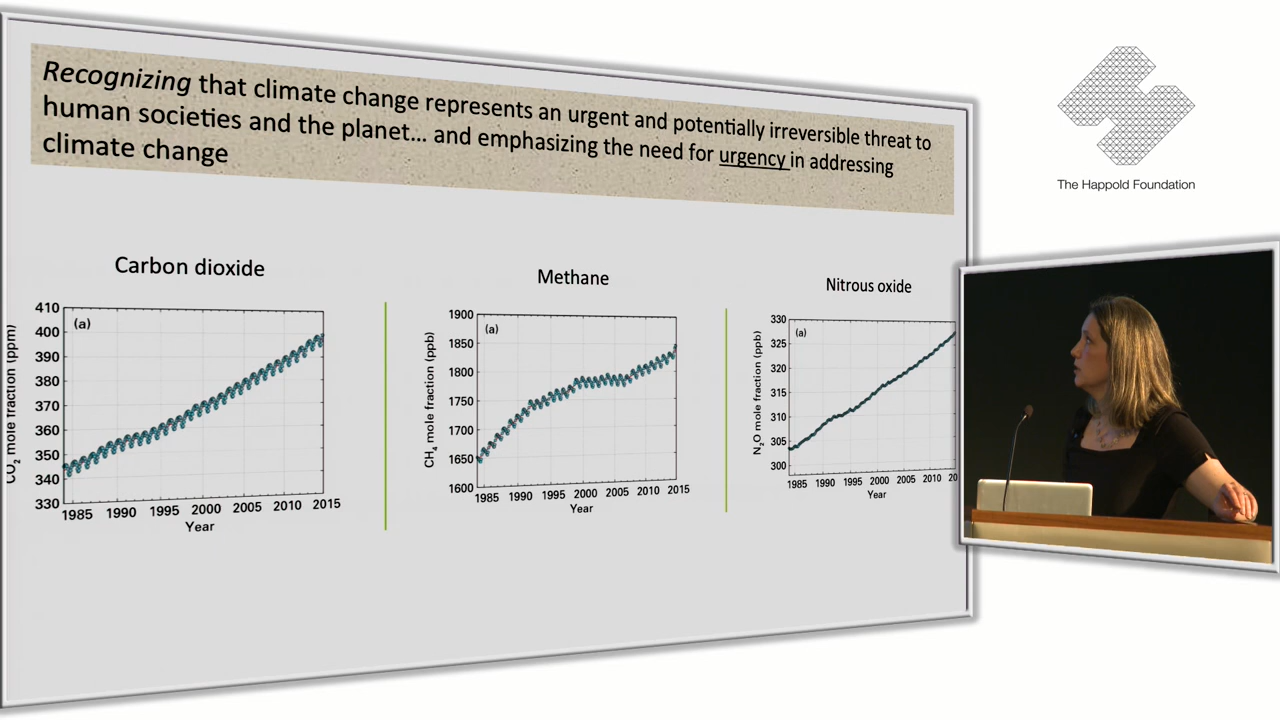 Recognizing that climate change represents an urgent and potentially irreversible threat to
human societies and the planet... and emphasizing the need for urgency in addressing
climate change
The Happold Foundation
Carbon dioxide
Methane
Nitrous oxide
(a)
410
400
390
380
370
360
350
340
330
CO2 mole fraction (ppm)
1985 1990 1995 2000 2005 2010 2015
Year
(a)
1900
1850
1800
1750
1700
1650
1600
CH4 mole fraction (ppb)
1985 1990 1995 2000 2005 2010 2015
Year
(a)
330
325
320
315
310
305
300
N2O mole fraction (ppb)
1985 1990 1995 2000 2005 2010 20
Year